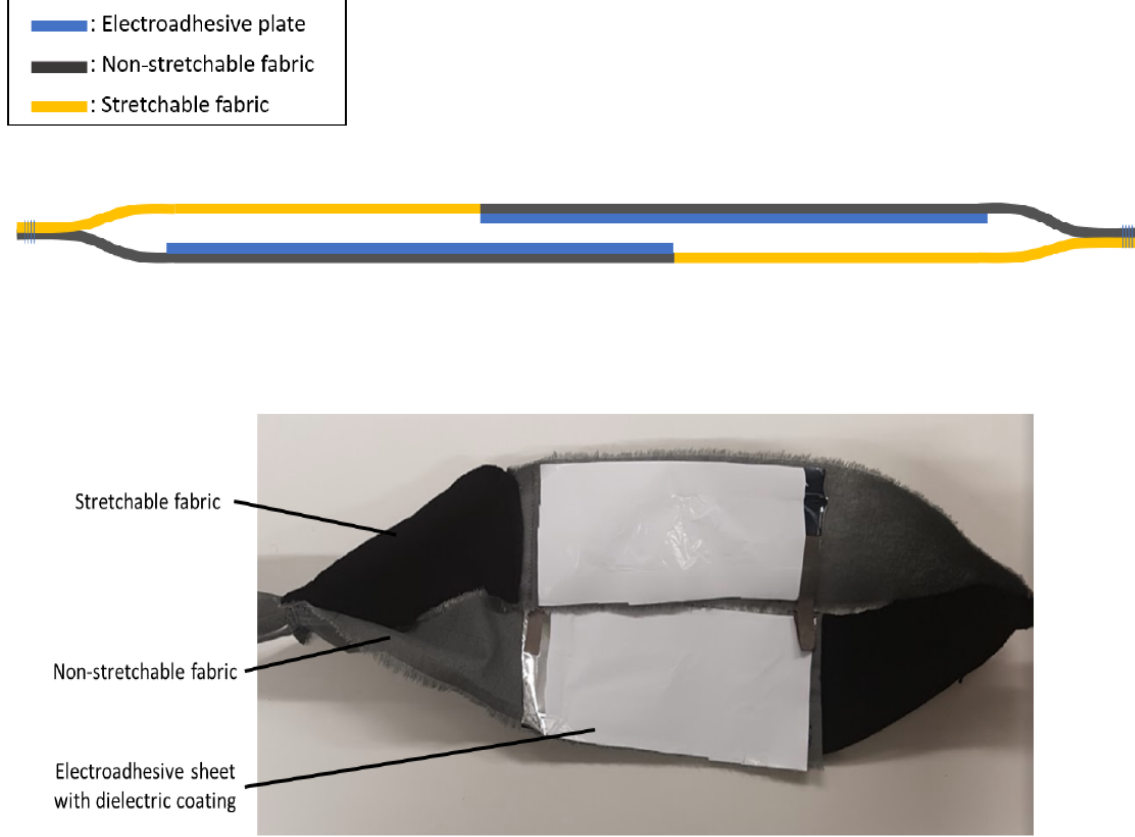 : Electroadhesive plate
: Non-stretchable fabric
: Stretchable fabric
Stretchable fabric
Non-stretchable fabric
Electroadhesive sheet
with dielectric coating